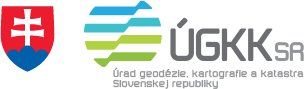 ÚGKK SR
Úrad geodézie, kartografie a katastra
Slovenskej republiky